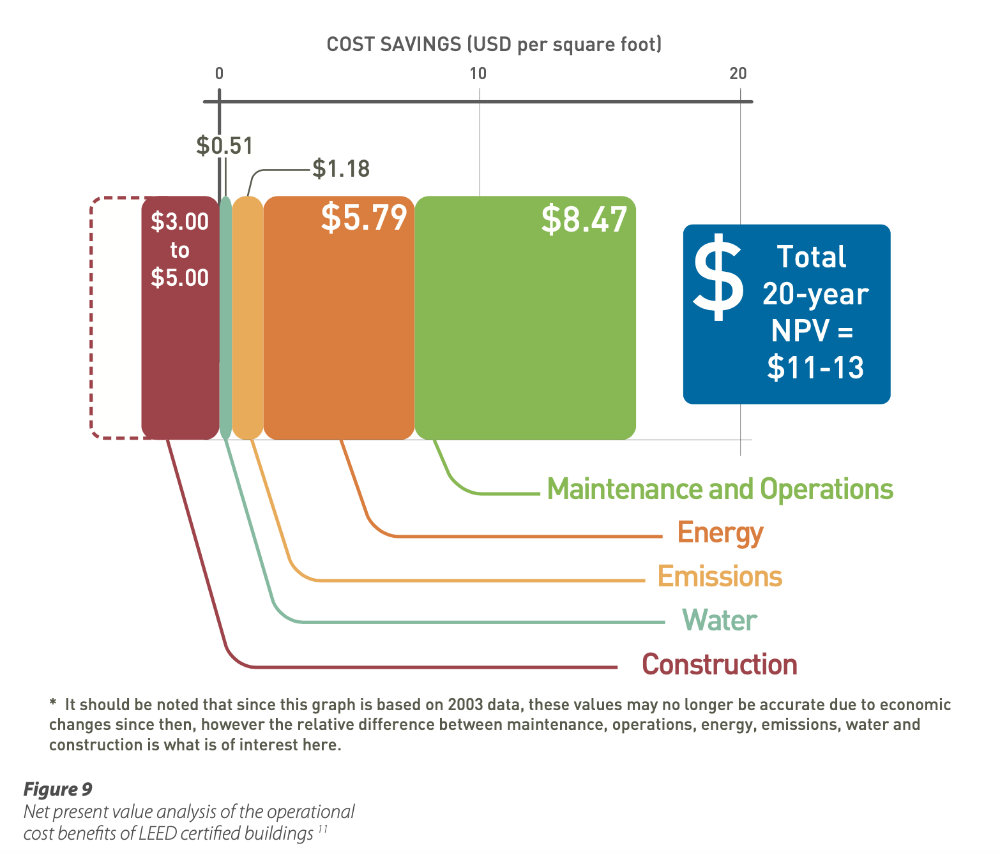 COST SAVINGS (USD per square foot)
0
10
20
$0.51
$1.18
$3.00
to
$5.00
$5.79
$8.47
$
Total
20-year
NPV =
$11-13
Maintenance and Operations
Energy
Emissions
Water
Construction
* It should be noted that since this graph is based on 2003 data, these values may no longer be accurate due to economic
changes since then, however the relative difference between maintenance, operations, energy, emissions, water and
construction is what is of interest here.
Figure 9
Net present value analysis of the operational
cost benefits of LEED certified buildings 11